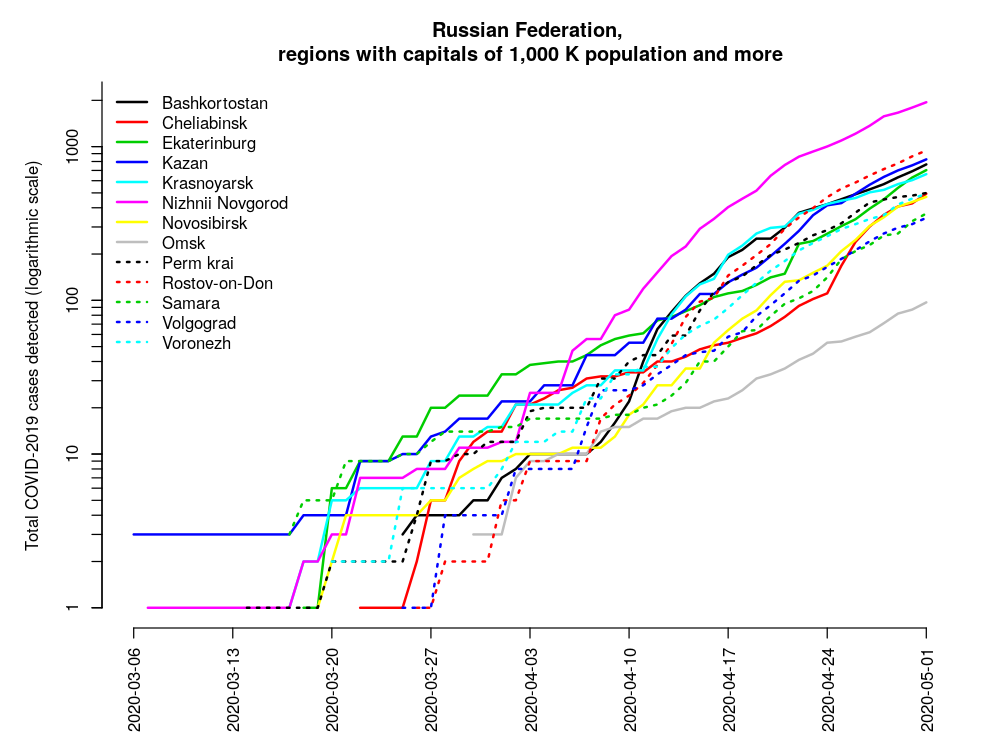 Russian Federation,
regions with capitals of 1,000 K population and more
Total COVID-2019 cases detected (logarithmic scale)
1000
100
10
1
Bashkortostan
Cheliabinsk
Ekaterinburg
Kazan
Krasnoyarsk
Nizhnii Novgorod
Novosibirsk
Omsk
Perm krai
Rostov-on-Don
Samara
Volgograd
Voronezh
2020-03-06
2020-03-13
2020-03-20
2020-03-27
2020-04-03
2020-04-10
2020-04-17
2020-04-24
2020-05-01